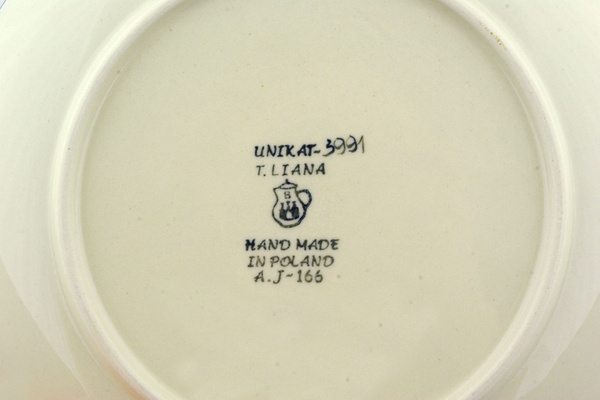 UNIKAT-3991
T. LIANA
S
HAND MADE
IN POLAND
A.J-166